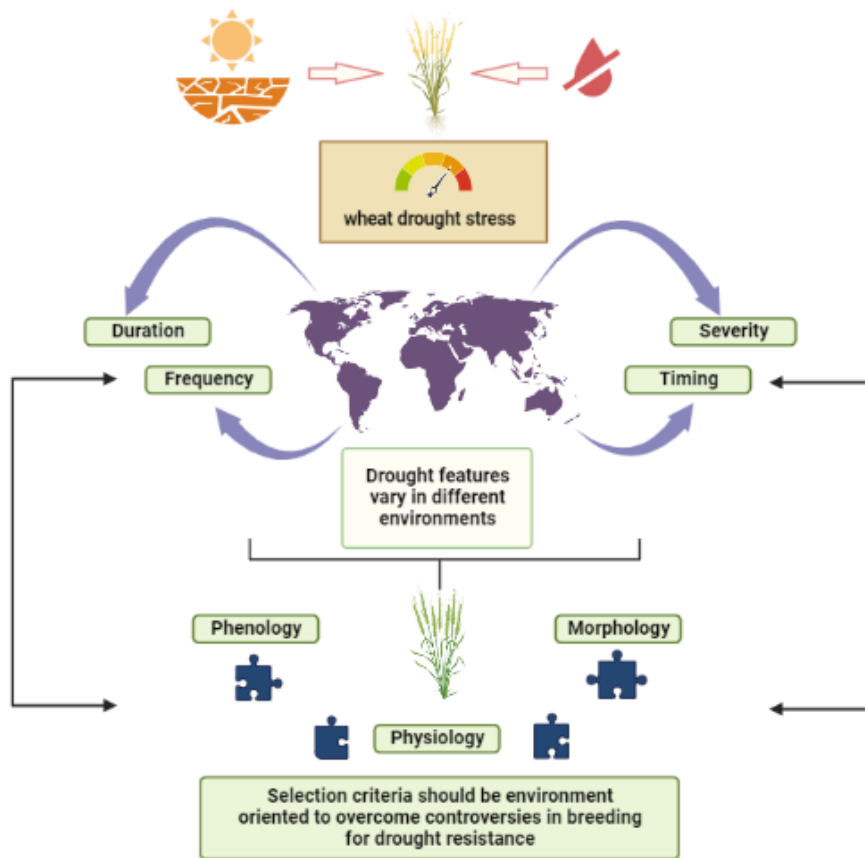 wheat drought stress
Duration
Severity
Frequency
Timing
Drought features
vary in different
environments
Phenology
Morphology
Physiology
Selection criteria should be environment
oriented to overcome controversies in breeding
for drought resistance